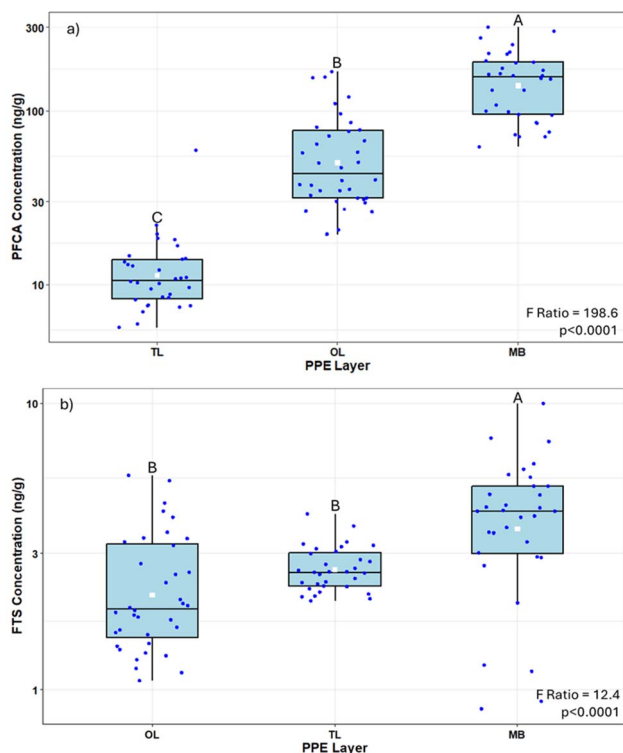 a)
PFCA Concentration (ng/g)
300
100
30
10
C
B
A
F Ratio = 198.6
p<0.0001
TL
OL
MB
PPE Layer
b)
FTS Concentration (ng/g)
10
3
1
B
B
A
F Ratio = 12.4
p<0.0001
OL
TL
MB
PPE Layer